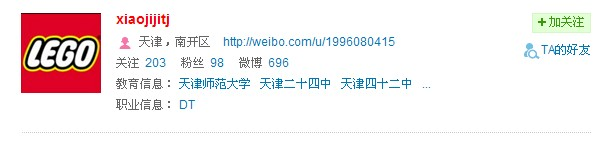 LEGO
xiaojijitj
+加关注
天津，南开区 http://weibo.com/u/1996080415
TA的好友
关注 203 粉丝 98 微博 696
教育信息：天津师范大学 天津二十四中 天津四十二中 ...
职业信息：DT